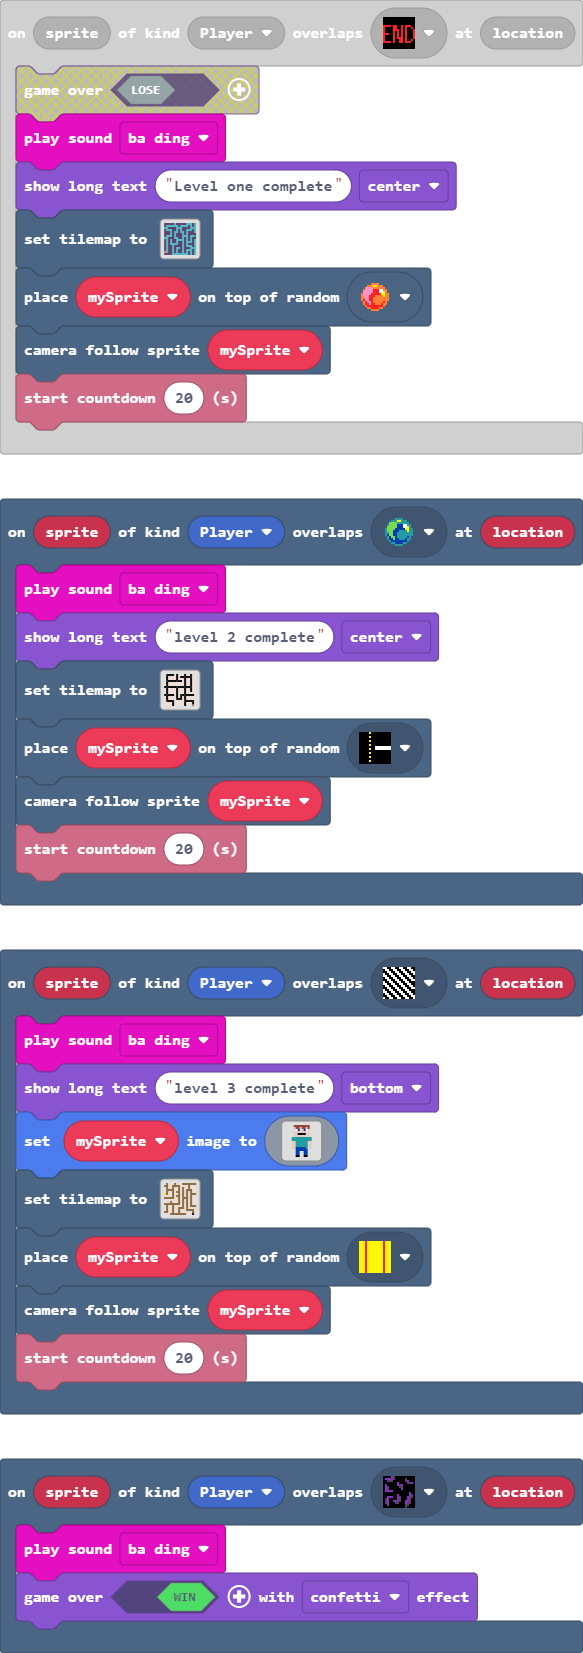 on sprite of kind Player overlaps END at location
game over LOSE
play sound ba ding
show long text "Level one complete" center
set tilemap to
place mySprite on top of random
camera follow sprite mySprite
start countdown 20 (s)
on sprite of kind Player overlaps at location
play sound ba ding
show long text "level 2 complete" center
set tilemap to
place mySprite on top of random
camera follow sprite mySprite
start countdown 20 (s)
on sprite of kind Player overlaps at location
play sound ba ding
show long text "level 3 complete" bottom
set mySprite image to
set tilemap to
place mySprite on top of random
camera follow sprite mySprite
start countdown 20 (s)
on sprite of kind Player overlaps at location
play sound ba ding
game over WIN with confetti effect